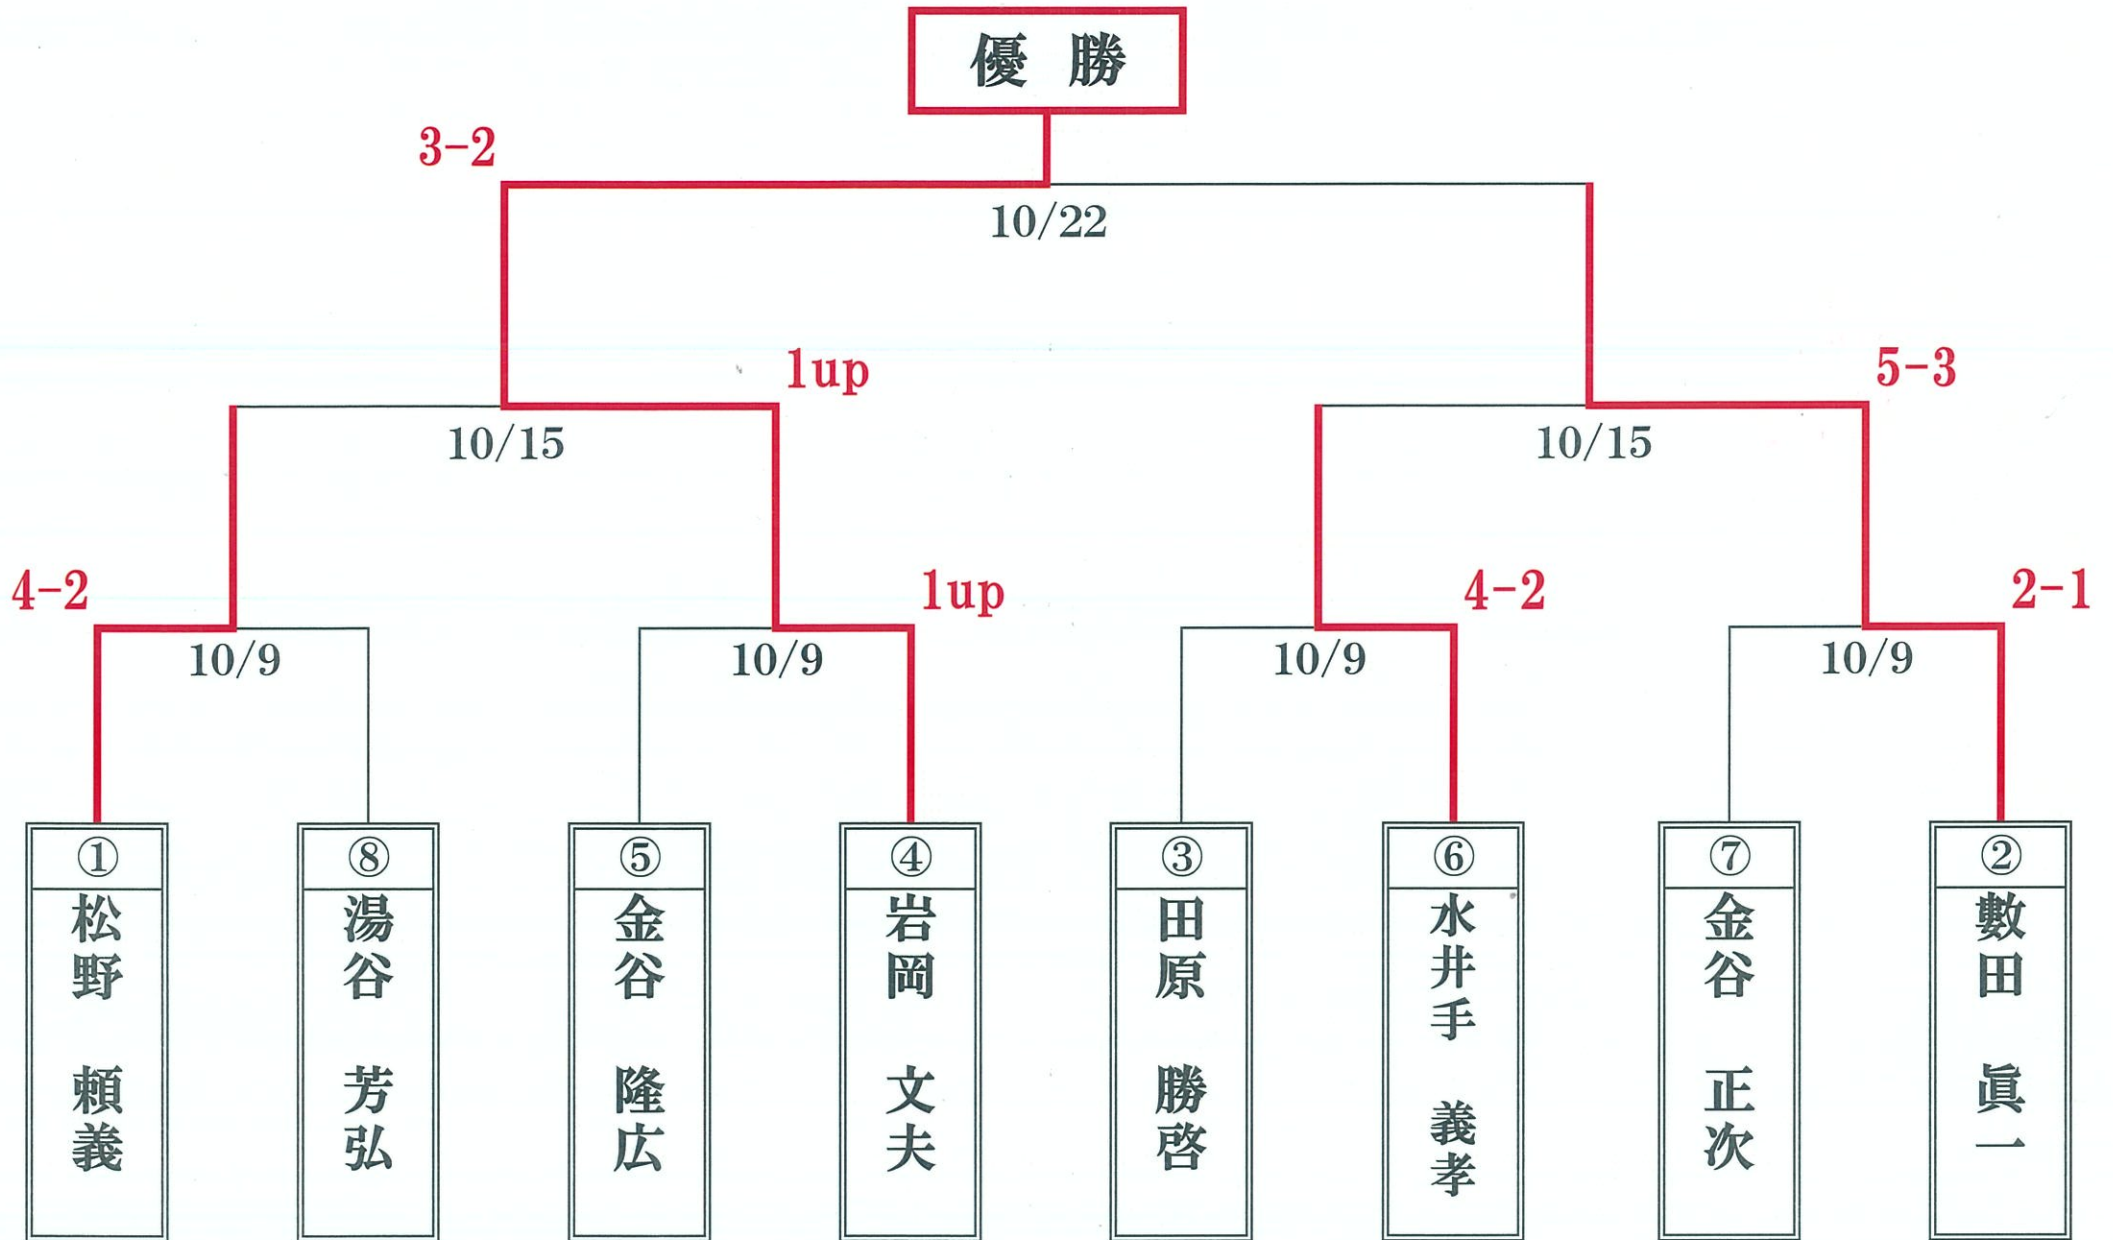 優 勝
3-2
10/22
1up
5-3
10/15
10/15
4-2
1up
4-2
2-1
10/9
10/9
10/9
10/9
①
松野 頼義
⑧
湯谷 芳弘
⑤
金谷 隆広
④
岩岡 文夫
③
田原 勝啓
⑥
水井手 義孝
⑦
金谷 正次
②
數田 眞一